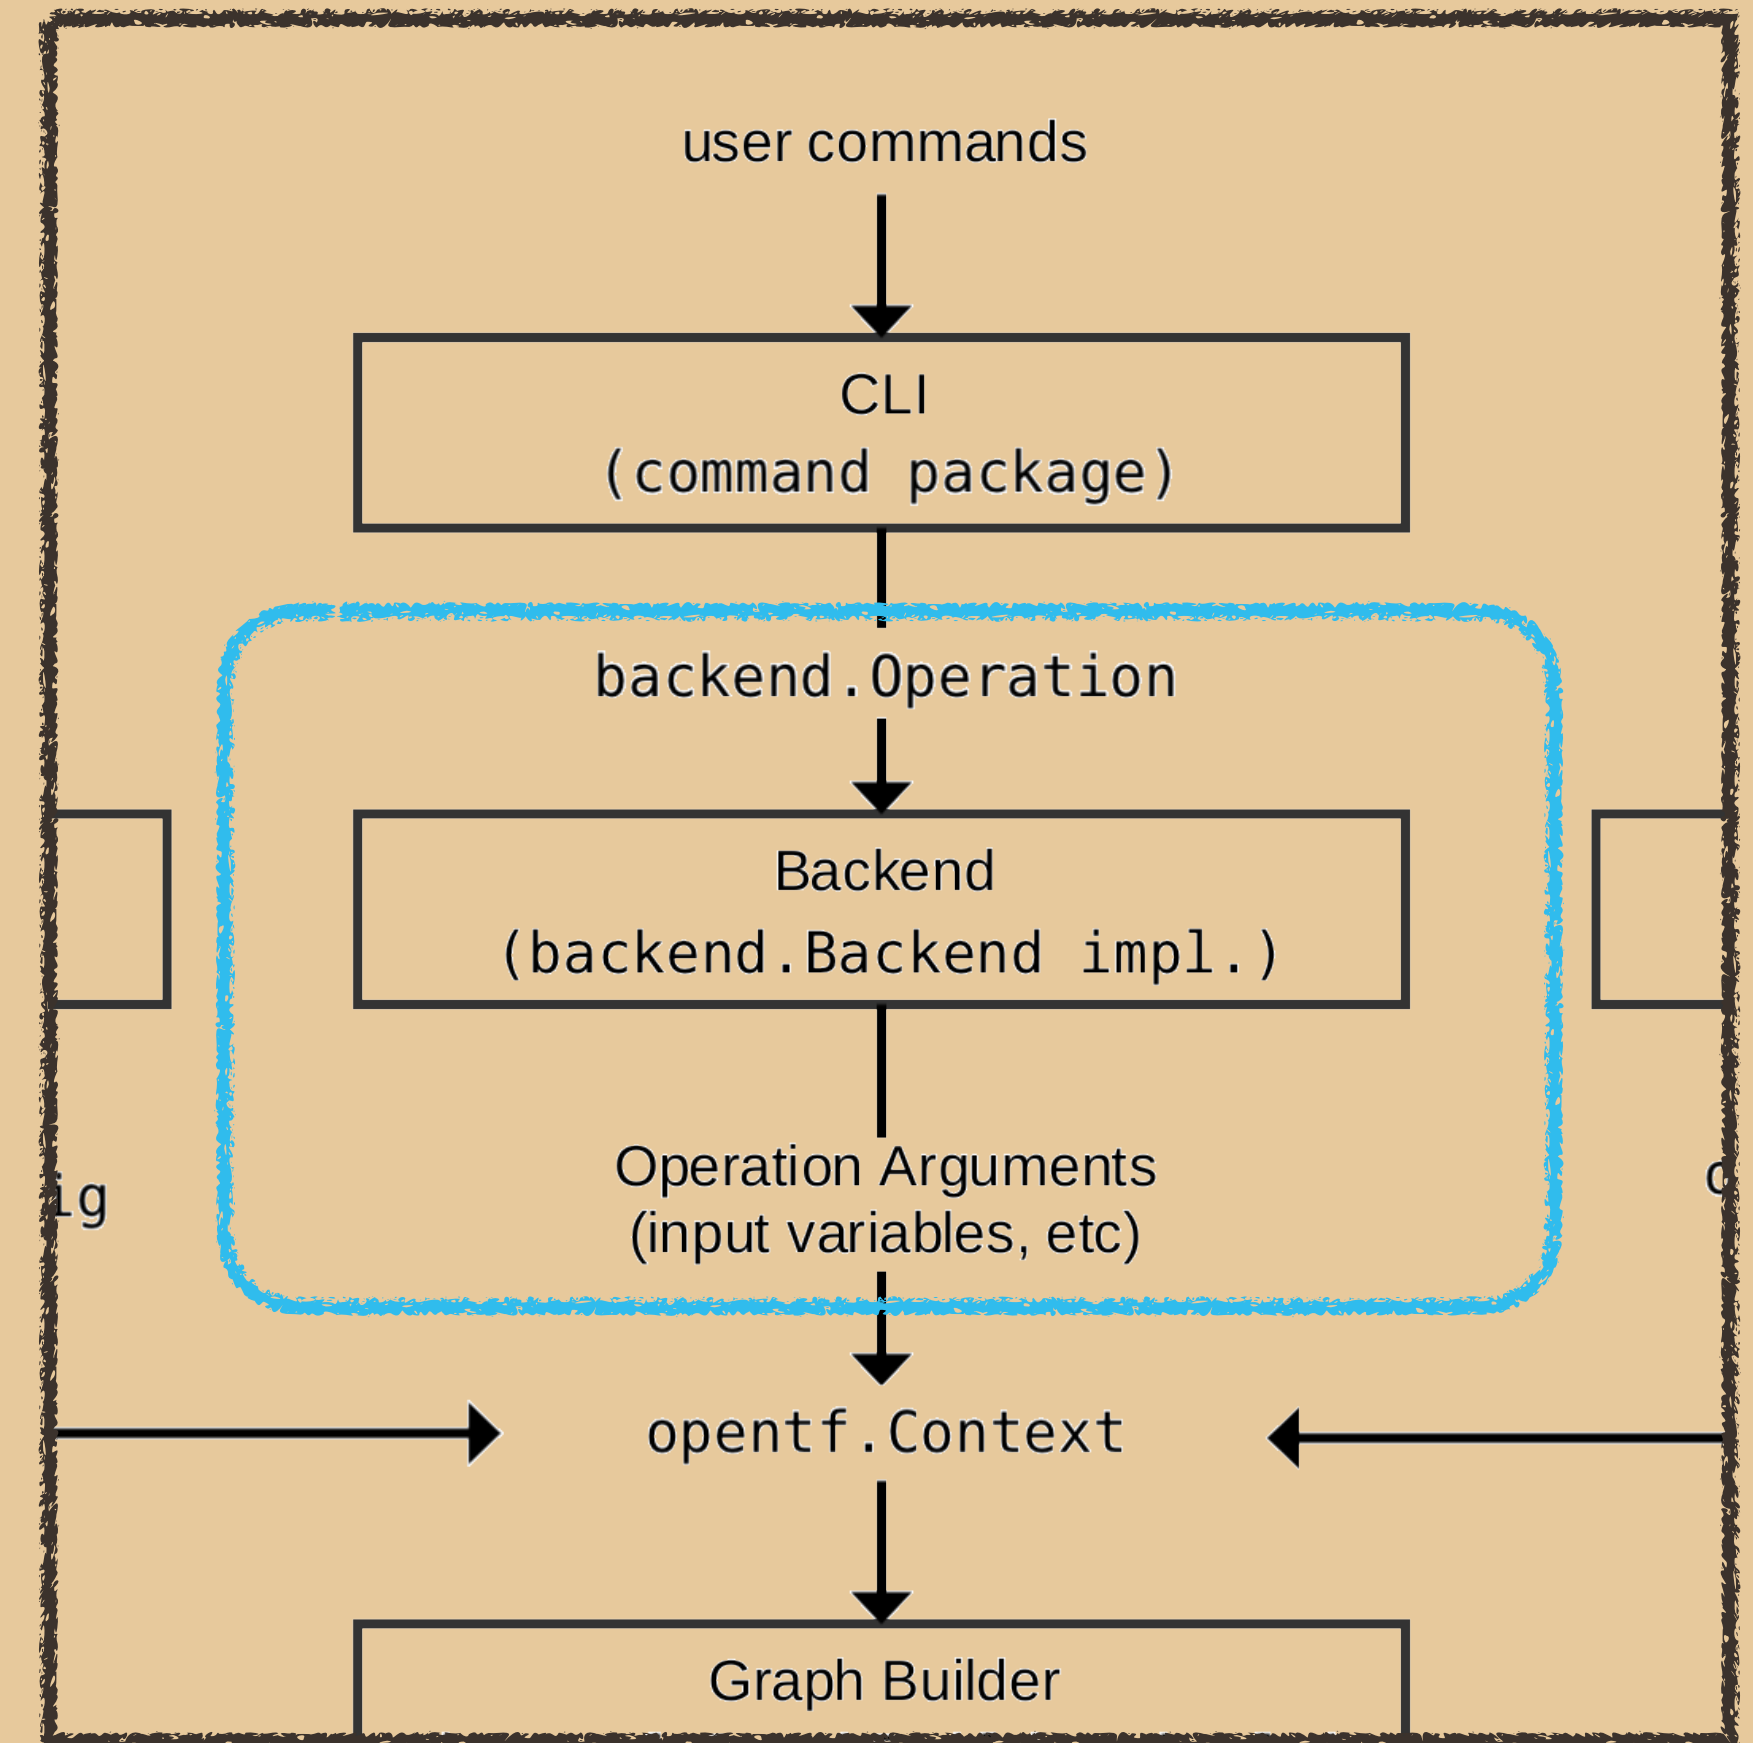 user commands
CLI
(command package)
backend.Operation
Backend
(backend.Backend impl.)
Operation Arguments
(input variables, etc)
opentf.Context
Graph Builder